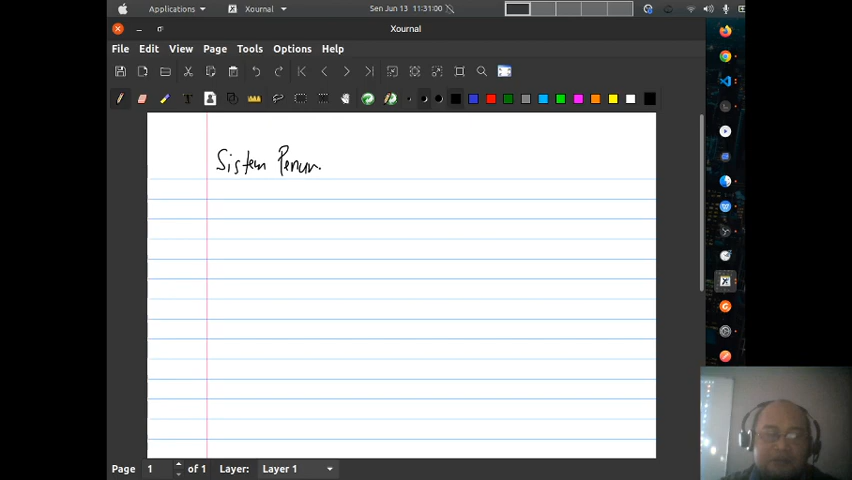 Applications Xournal Sen Jun 13 11:31:00
Xournal
File Edit View Page Tools Options Help
Sistem Penum.
Page 1 of 1 Layer: Layer 1